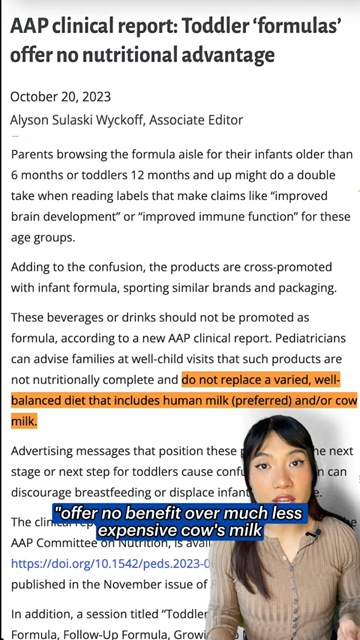 AAP clinical report: Toddler ‘formulas’
offer no nutritional advantage
October 20, 2023
Alyson Sulaski Wyckoff, Associate Editor
Parents browsing the formula aisle for their infants older than
6 months or toddlers 12 months and up might do a double
take when reading labels that make claims like “improved
brain development” or “improved immune function” for these
age groups.
Adding to the confusion, the products are cross-promoted
with infant formula, sporting similar brands and packaging.
These beverages or drinks should not be promoted as
formula, according to a new AAP clinical report. Pediatricians
can advise families at well-child visits that such products are
not nutritionally complete and do not replace a varied, well-
balanced diet that includes human milk (preferred) and/or cow
milk.
Advertising messages that position these next
stage or next step for toddlers cause can
discourage breastfeeding or displace
"offer no benefit over much less
expensive cow's milk
The
AAP Committee on Nutrition, is
https://doi.org/10.1542/peds.2023-0
published in the November issue of
In addition, a session titled “Toddler
Formula, Follow-Up Formula,